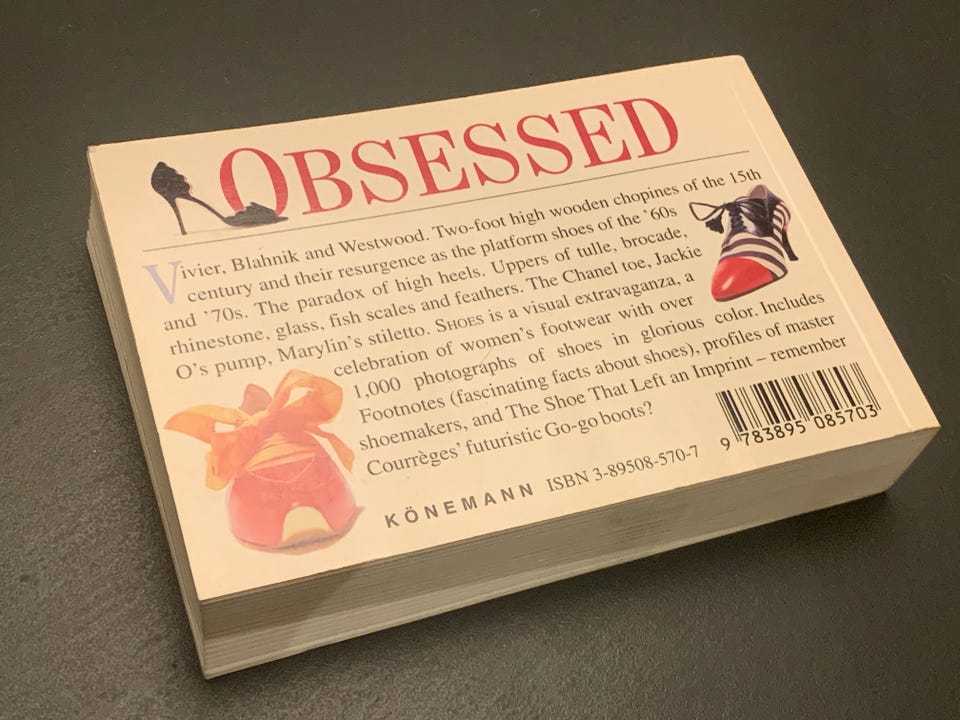 OBSESSED
Vivier, Blahnik and Westwood. Two-foot high wooden chopines of the 15th
century and their resurgence as the platform shoes of the '60s
and '70s. The paradox of high heels. Uppers of tulle, brocade,
rhinestone, glass, fish scales and feathers. The Chanel toe, Jackie
O's pump, Marylin's stiletto. SHOES is a visual extravaganza, a
celebration of women's footwear with over
1,000 photographs of shoes in glorious color. Includes
Footnotes (fascinating facts about shoes), profiles of master
shoemakers, and The Shoe That Left an Imprint – remember
Courrèges' futuristic Go-go boots?
KÖNEMANN ISBN 3-89508-570-7
9 783895 085703